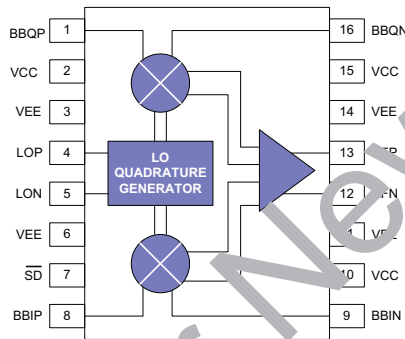 BBQP 1 16 BBQN
VCC 2 15 VCC
VEE 3 14 VEE
LOP 4 LO 13
QUADRATURE
LON 5 GENERATOR 12
VEE 6
SD 7 10 VCC
BBIP 8 9 BBIN
New